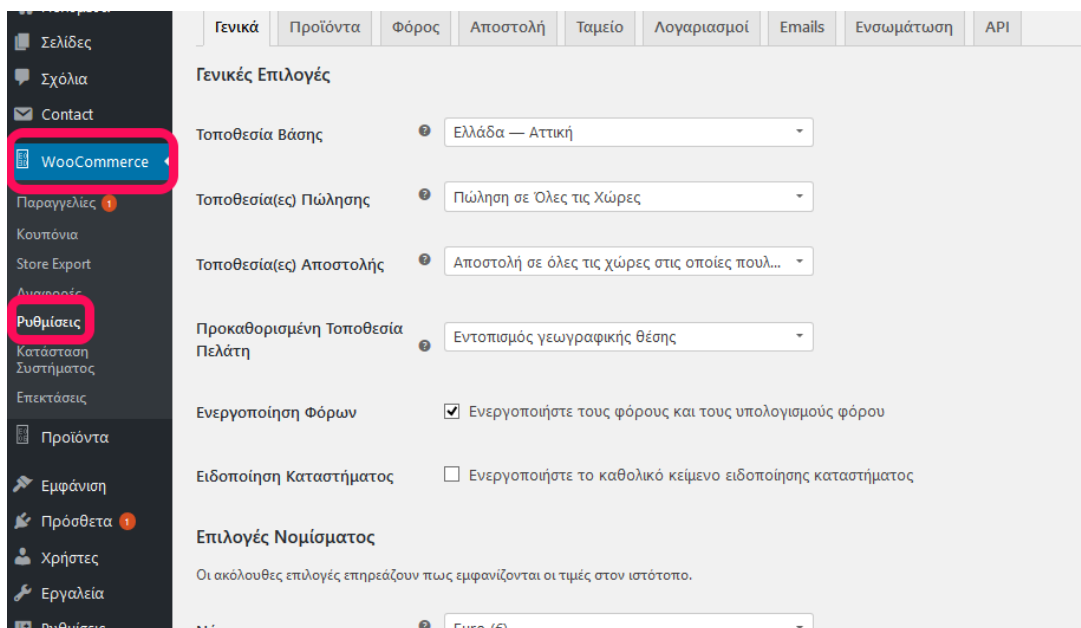 Σελίδες
Σχόλια
Contact
WooCommerce
Παραγγελίες 1
Κουπόνια
Store Export
Αναφορές
Ρυθμίσεις
Κατάσταση
Συστήματος
Επεκτάσεις
Προϊόντα
Εμφάνιση
Πρόσθετα 1
Χρήστες
Εργαλεία
Ρυθμίσεις
Γενικά Προϊόντα Φόρος Αποστολή Ταμείο Λογαριασμοί Emails Ενσωμάτωση API
Γενικές Επιλογές
Τοποθεσία Βάσης Ελλάδα — Αττική
Τοποθεσία(ες) Πώλησης Πώληση σε Όλες τις Χώρες
Τοποθεσία(ες) Αποστολής Αποστολή σε όλες τις χώρες στις οποίες πουλ...
Προκαθορισμένη Τοποθεσία
Πελάτη Εντοπισμός γεωγραφικής θέσης
Ενεργοποίηση Φόρων Ενεργοποιήστε τους φόρους και τους υπολογισμούς φόρου
Ειδοποίηση Καταστήματος Ενεργοποιήστε το καθολικό κείμενο ειδοποίησης καταστήματος
Επιλογές Νομίσματος
Οι ακόλουθες επιλογές επηρεάζουν πως εμφανίζονται οι τιμές στον ιστότοπο.
Euro (€)